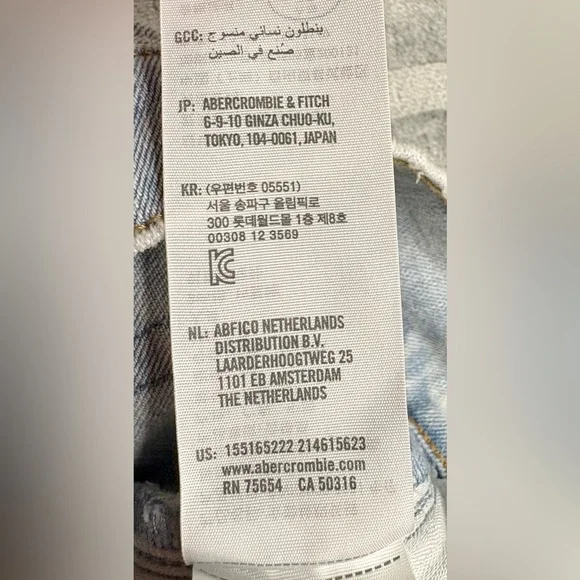 GCC: بنطلون نسائي منسوج
صنع في الصين
JP: ABERCROMBIE & FITCH
6-9-10 GINZA CHUO-KU,
TOKYO, 104-0061, JAPAN
KR: (우편번호 05551)
서울 송파구 올림픽로
300 롯데월드몰 1층 제8호
00308 12 3569
NL: ABFICO NETHERLANDS
DISTRIBUTION B.V.
LAARDERHOOGTWEG 25
1101 EB AMSTERDAM
THE NETHERLANDS
US: 155165222 214615623
www.abercrombie.com
RN 75654 CA 50316